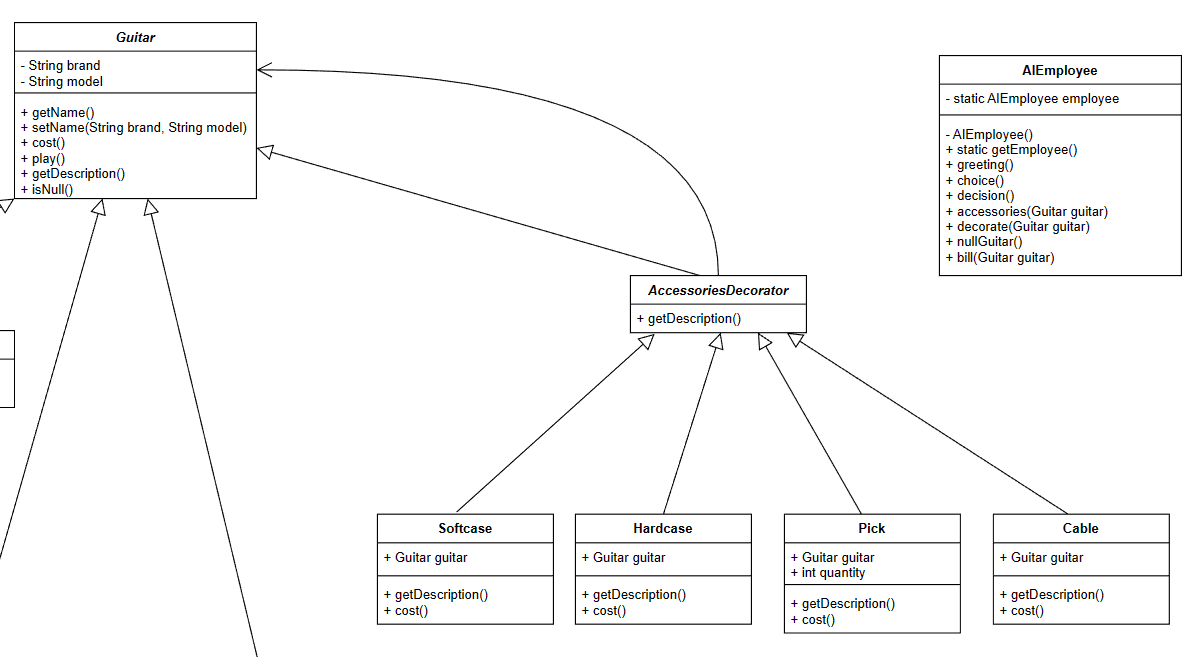 Guitar
- String brand
- String model
+ getName()
+ setName(String brand, String model)
+ cost()
+ play()
+ getDescription()
+ isNull()
AIEmployee
- static AIEmployee employee
- AIEmployee()
+ static getEmployee()
+ greeting()
+ choice()
+ decision()
+ accessories(Guitar guitar)
+ decorate(Guitar guitar)
+ nullGuitar()
+ bill(Guitar guitar)
AccessoriesDecorator
+ getDescription()
Softcase
+ Guitar guitar
+ getDescription()
+ cost()
Hardcase
+ Guitar guitar
+ getDescription()
+ cost()
Pick
+ Guitar guitar
+ int quantity
+ getDescription()
+ cost()
Cable
+ Guitar guitar
+ getDescription()
+ cost()